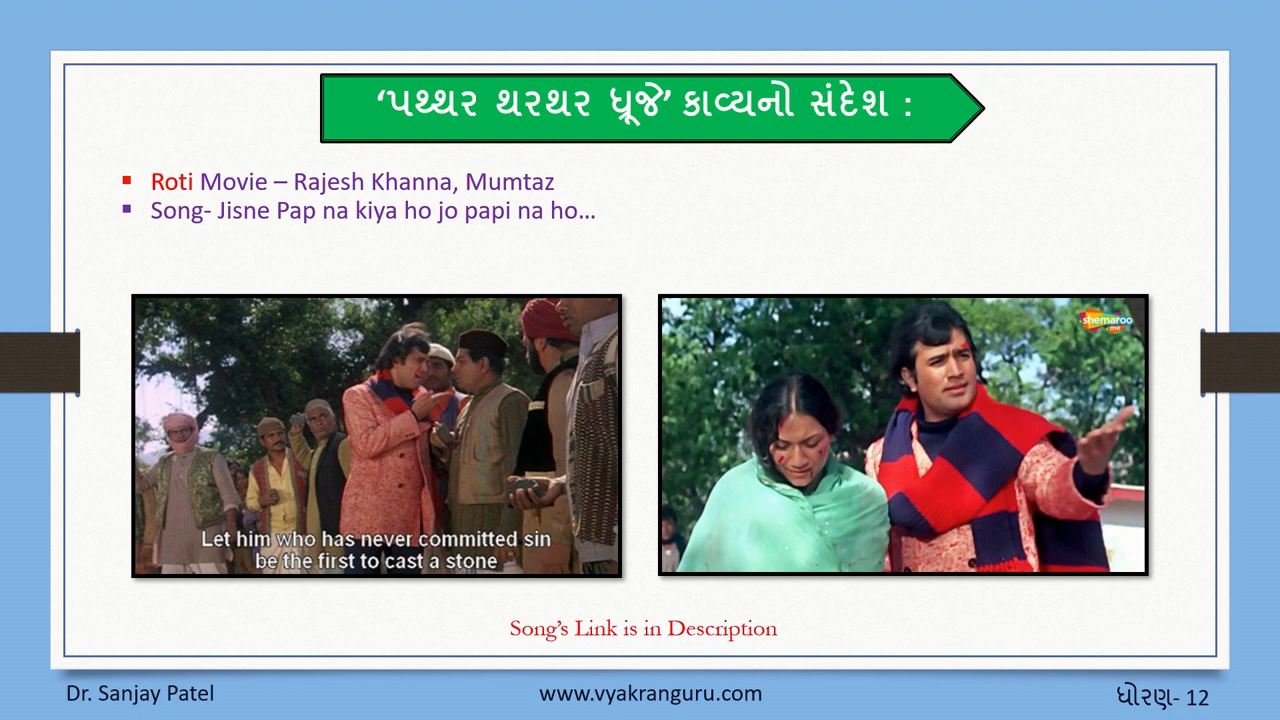 ‘પથ્થર થરથર ધ્રૂજે’ કાવ્યનો સંદેશ :
Roti Movie – Rajesh Khanna, Mumtaz
Song- Jisne Pap na kiya ho jo papi na ho...
Let him who has never committed sin
be the first to cast a stone
shemaroo
me
Song’s Link is in Description
Dr. Sanjay Patel
www.vyakranguru.com
ધોરણ- 12